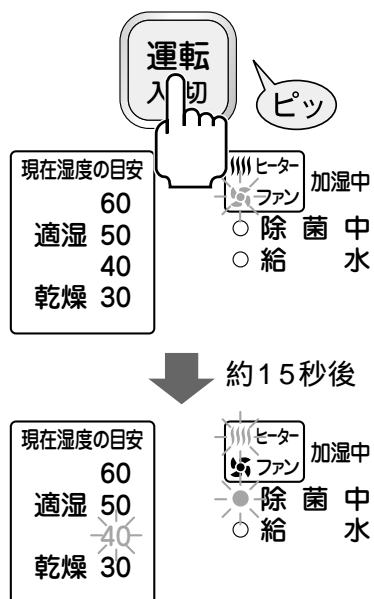 運転
入切
ピッ
現在湿度の目安
60
適湿 50
40
乾燥 30
ヒーター
ファン
加湿中
除菌中
給水
約15秒後
現在湿度の目安
60
適湿 50
40
乾燥 30
ヒーター
ファン
加湿中
除菌中
給水